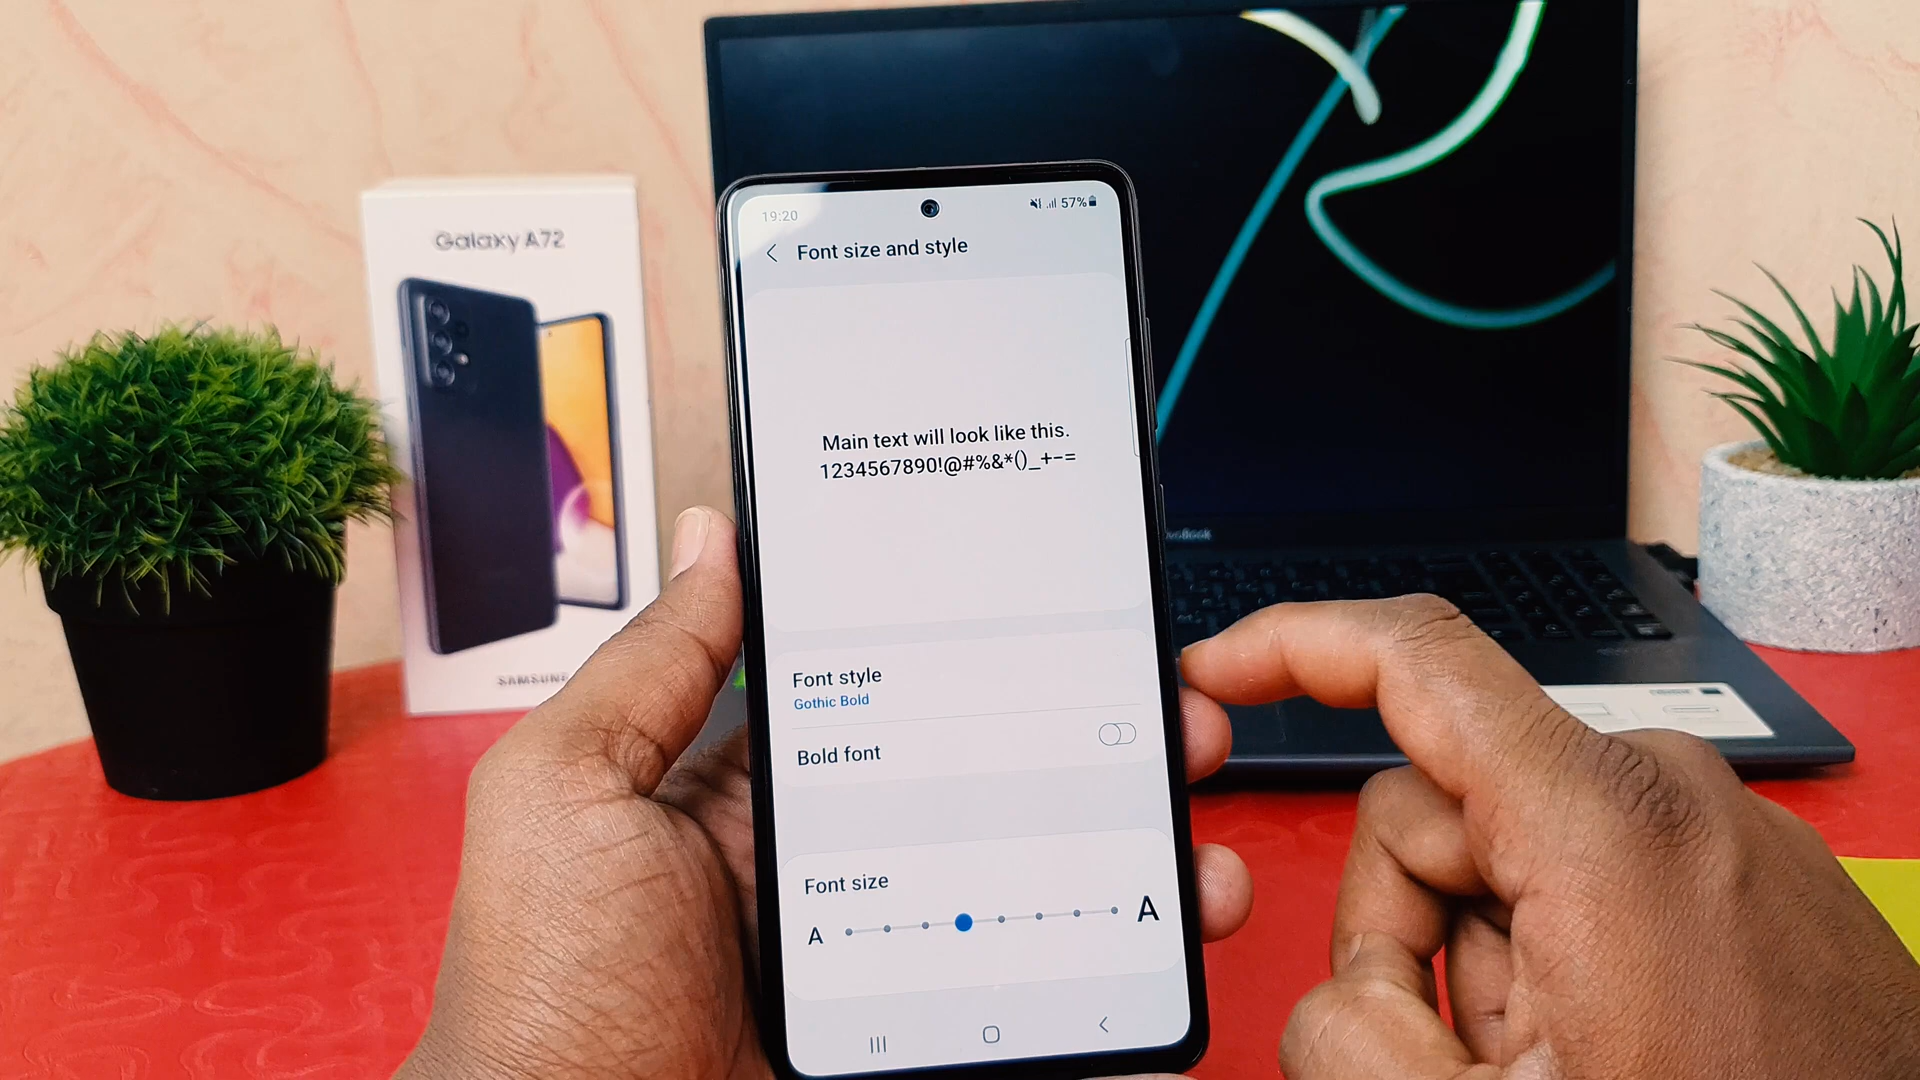 Galaxy A72
SAMSUNG
19:20
57%
Font size and style
Main text will look like this.
1234567890!@#%&*()_+-=
Font style
Gothic Bold
Bold font
Font size
A
A